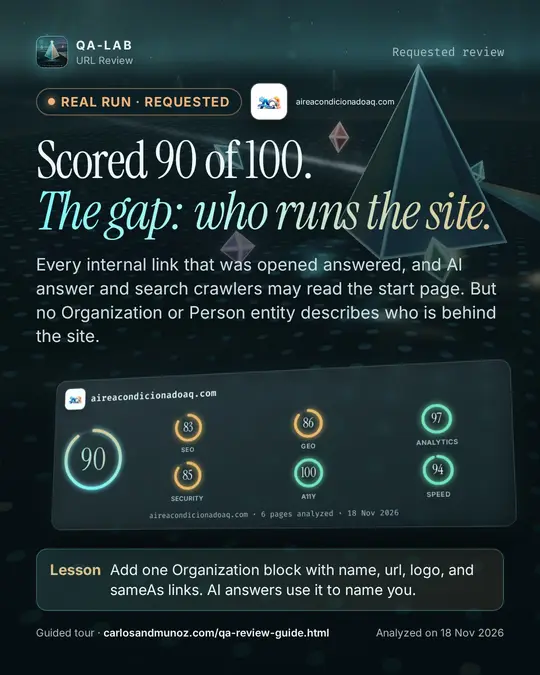 QA-LAB
URL Review
Requested review
REAL RUN · REQUESTED
aireacondicionadoaq.com
Scored 90 of 100.
The gap: who runs the site.
Every internal link that was opened answered, and AI
answer and search crawlers may read the start page. But
no Organization or Person entity describes who is behind
the site.
aireacondicionadoaq.com
90
83
SEO
86
GEO
97
ANALYTICS
85
SECURITY
100
A11Y
94
SPEED
aireacondicionadoaq.com · 6 pages analyzed · 18 Nov 2026
Lesson Add one Organization block with name, url, logo, and
sameAs links. AI answers use it to name you.
Guided tour · carlosandmunoz.com/qa-review-guide.html
Analyzed on 18 Nov 2026